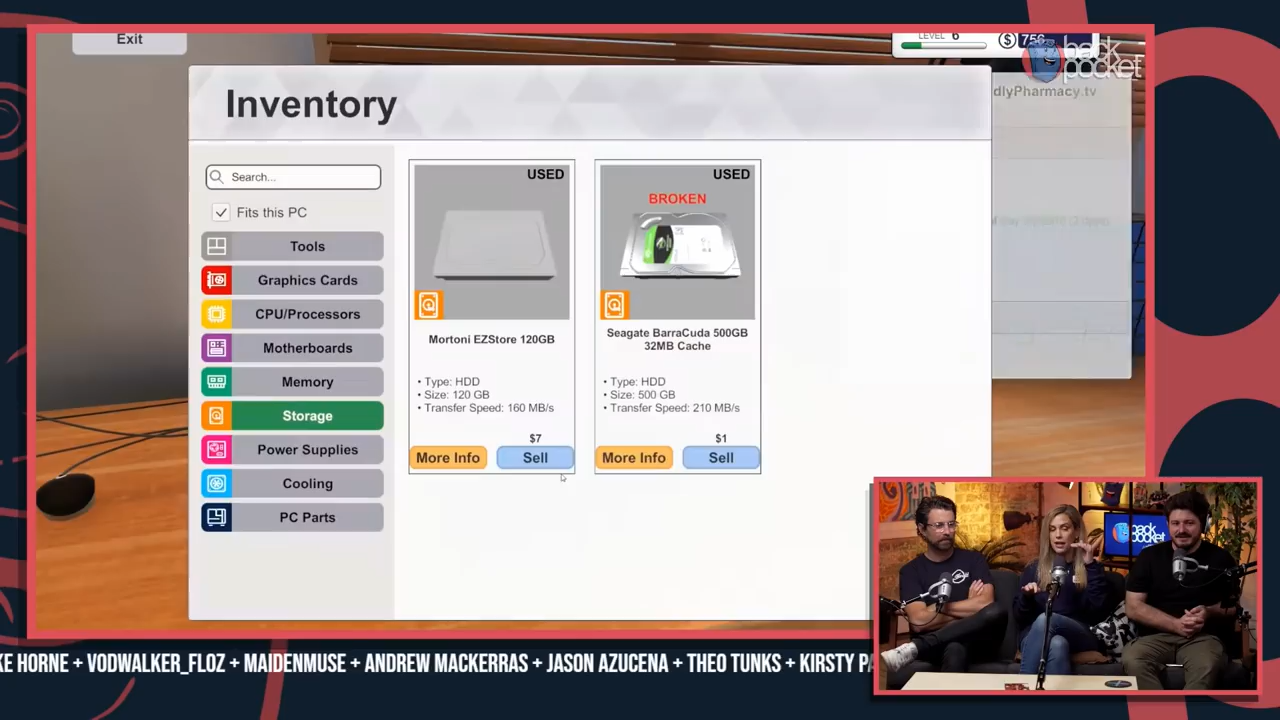 Exit
LEVEL 6
$
back
pocket
dlyPharmacy.tv
Inventory
Search...
Fits this PC
Tools
Graphics Cards
CPU/Processors
Motherboards
Memory
Storage
Power Supplies
Cooling
PC Parts
USED
Mortoni EZStore 120GB
• Type: HDD
• Size: 120 GB
• Transfer Speed: 160 MB/s
$7
More Info
Sell
USED
BROKEN
Seagate BarraCuda 500GB
32MB Cache
• Type: HDD
• Size: 500 GB
• Transfer Speed: 210 MB/s
$1
More Info
Sell
back
pocket
KE HORNE + VODWALKER_FLOZ + MAIDENMUSE + ANDREW MACKERRAS + JASON AZUCENA + THEO TUNKS + KIRSTY PA